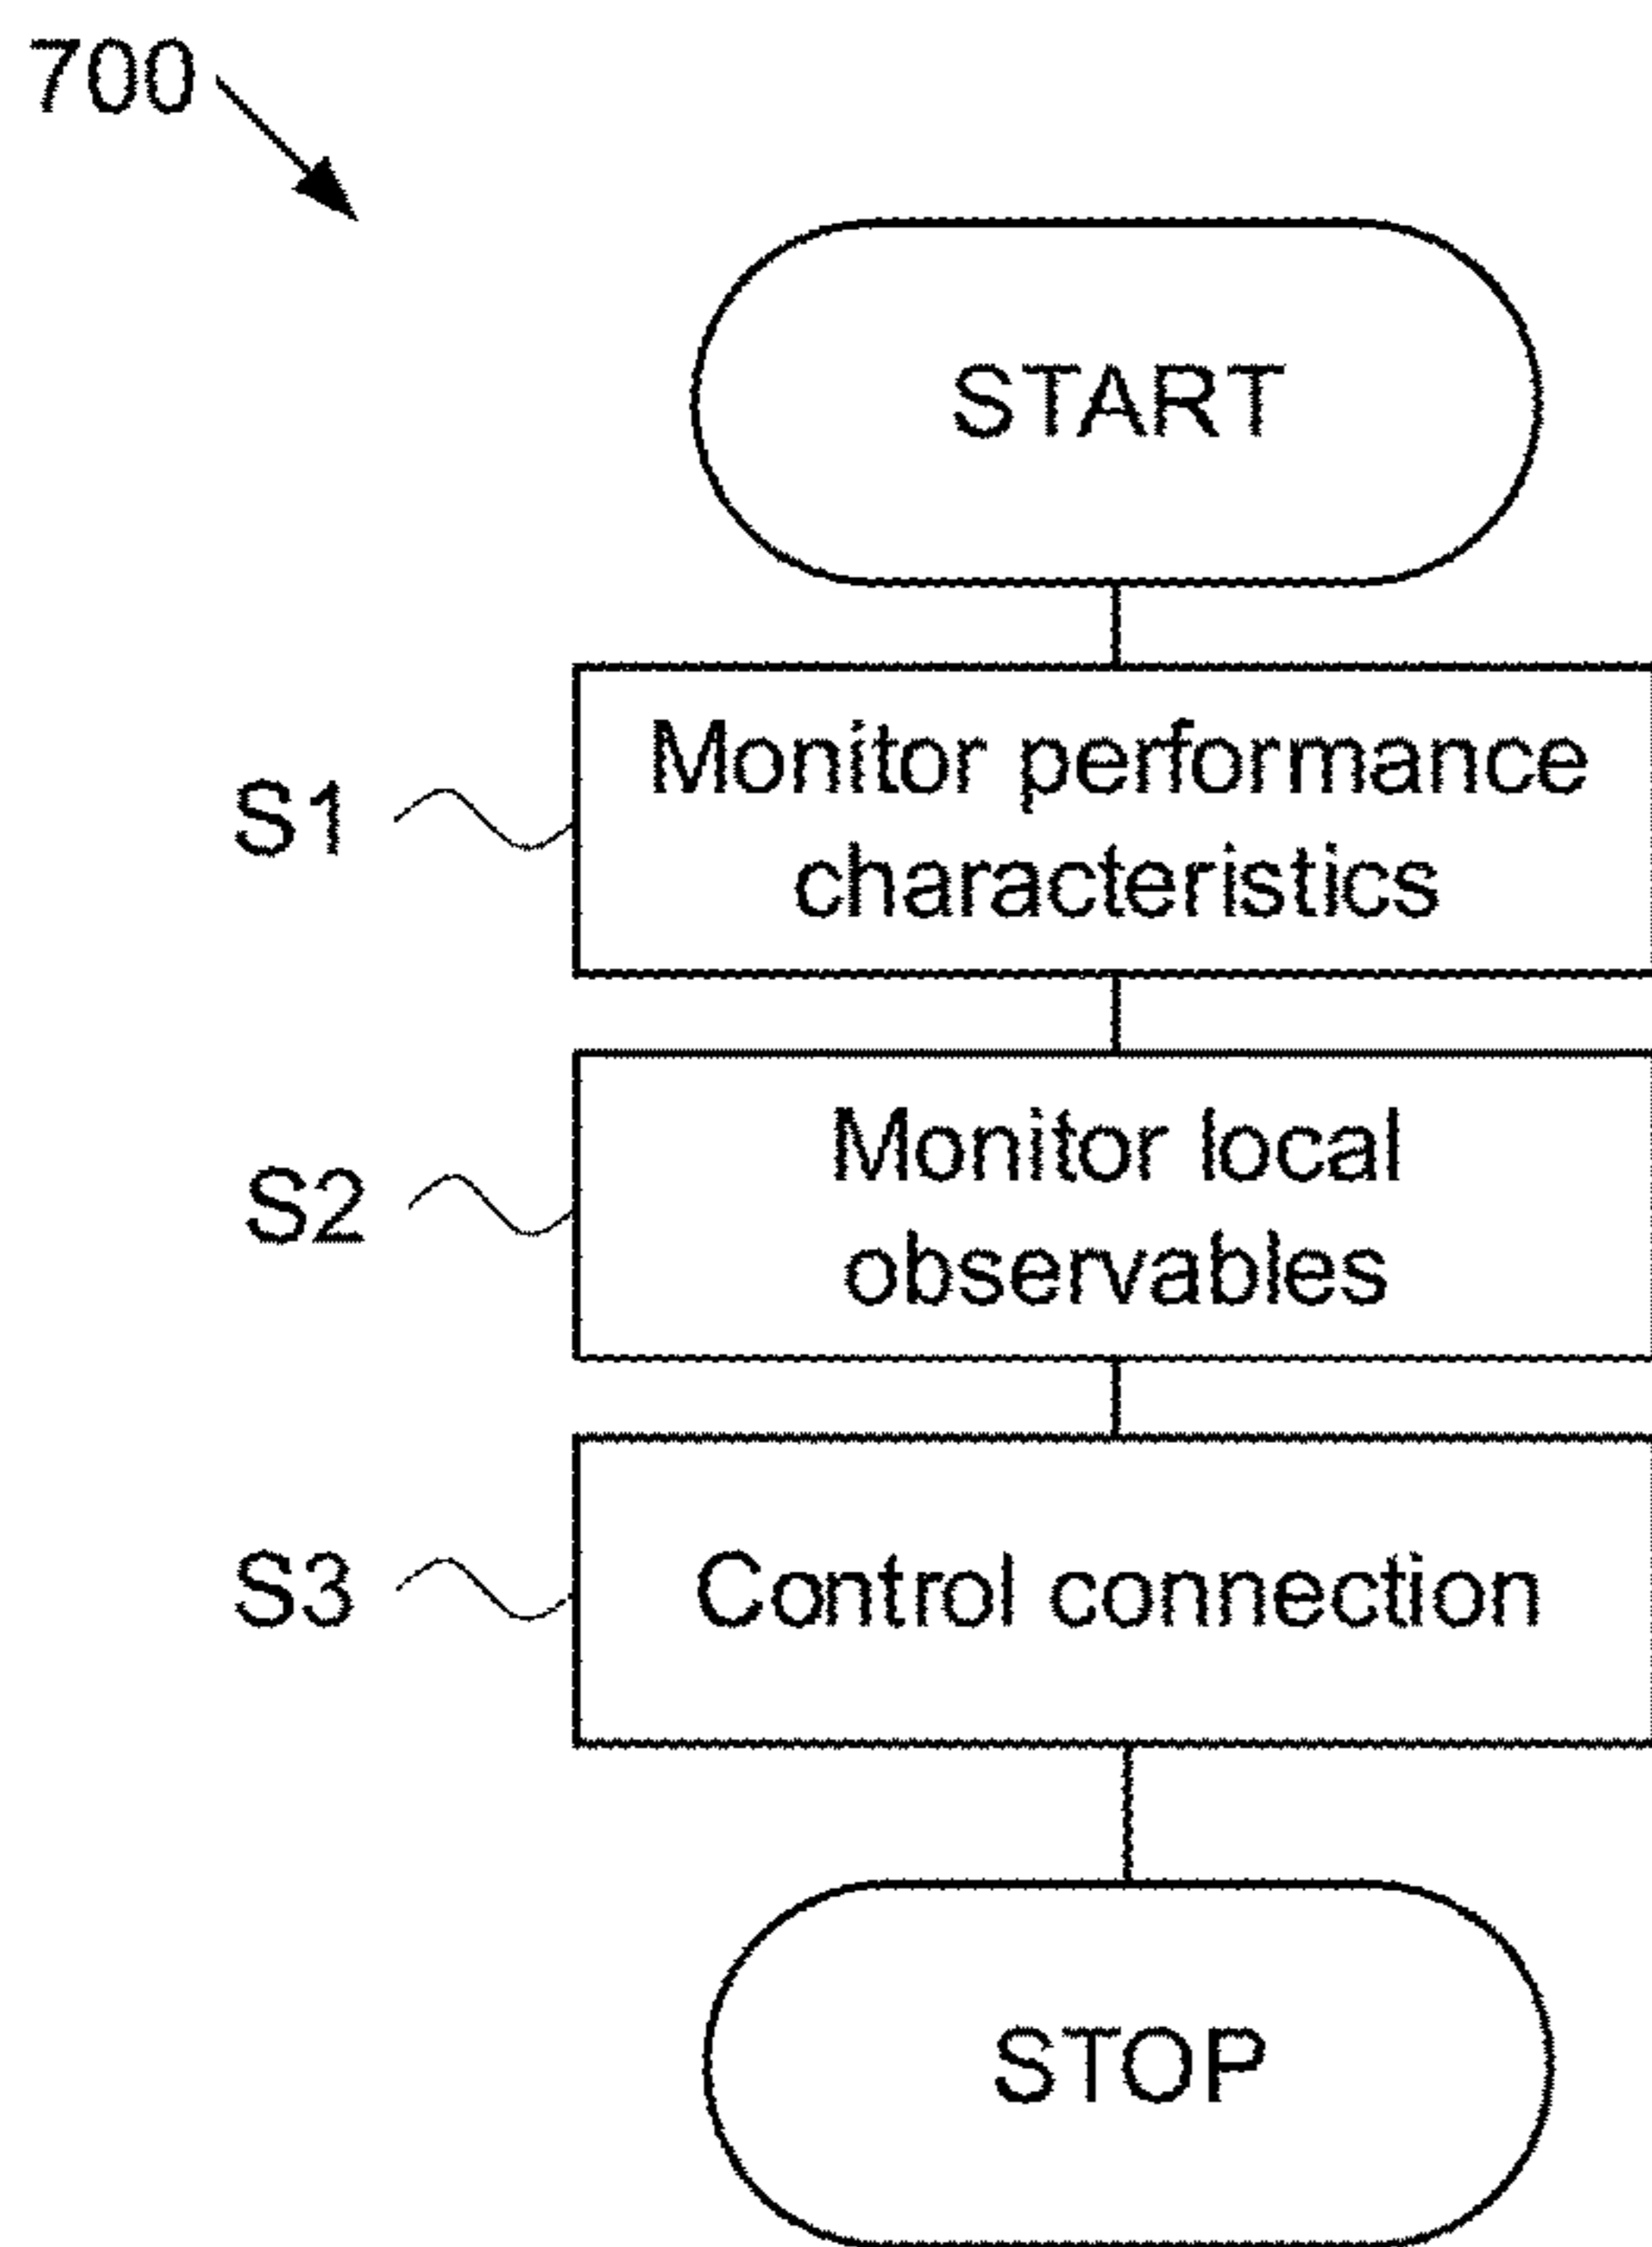 700
START
S1
Monitor performance
characteristics
S2
Monitor local
observables
S3
Control connection
STOP